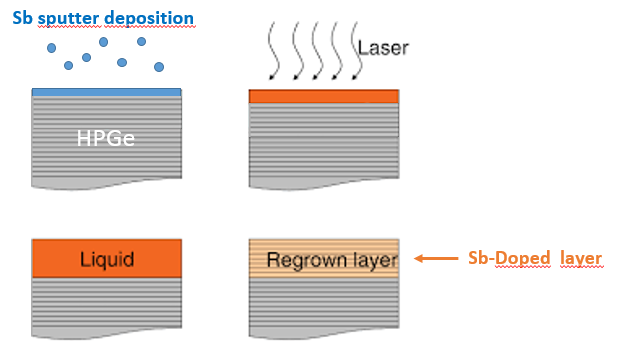 Sb sputter deposition
Laser
HPGe
Liquid
Regrown layer
Sb-Doped layer